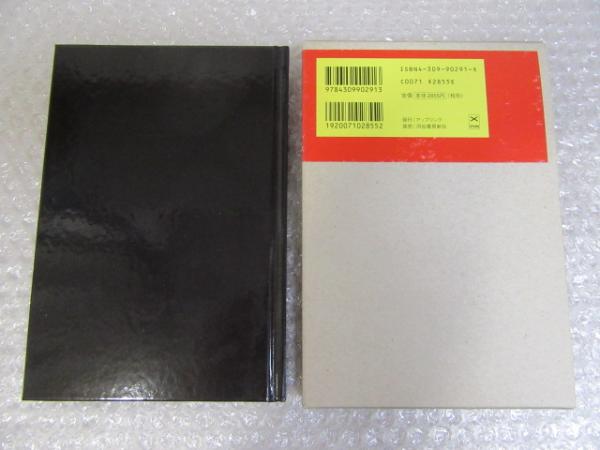 ISBN4-309-90291-X
C0071 ¥2855E
定価:本体2855円(税別)
発行:アップリンク
発売:河出書房新社
9784309902913
1920071028552